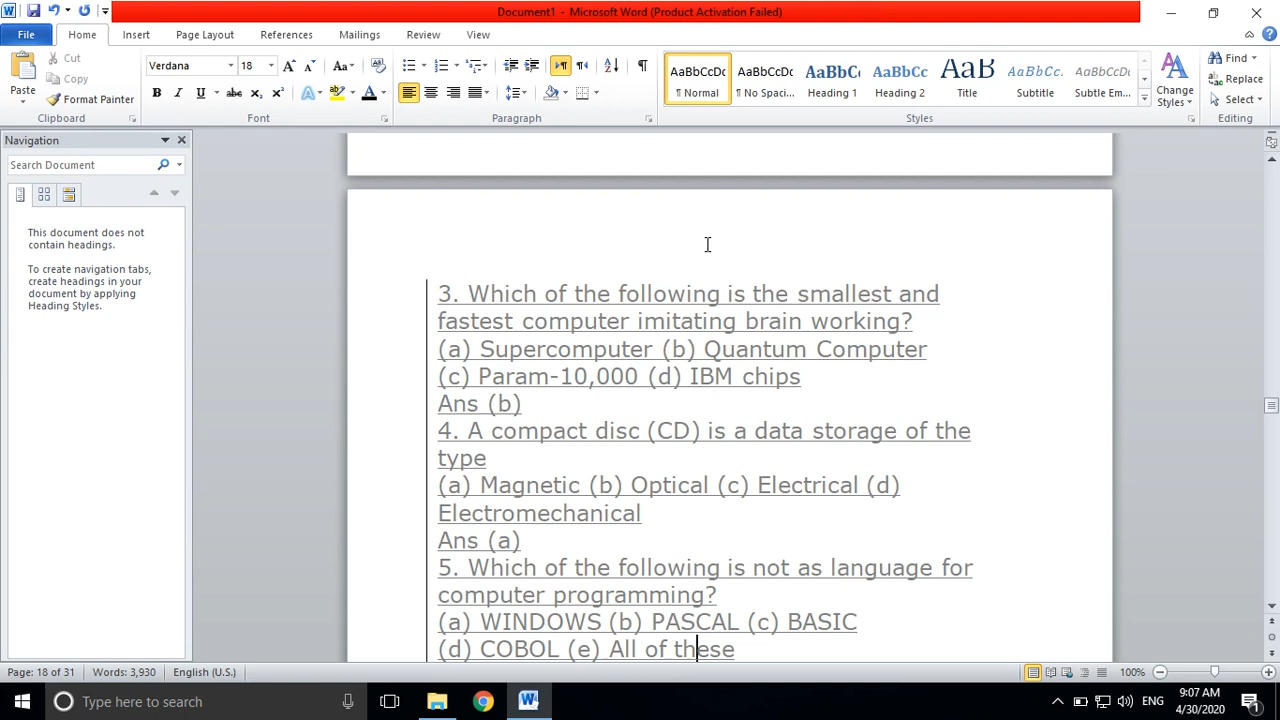 Document1 - Microsoft Word (Product Activation Failed)
File Home Insert Page Layout References Mailings Review View
Paste
Cut
Copy
Format Painter
Clipboard
Verdana 18
Font
Paragraph
AaBbCcDc AaBbCcDc AaBbC AaBbCc AaB AaBbCc. AaBbCcDc
¶ Normal ¶ No Spaci... Heading 1 Heading 2 Title Subtitle Subtle Em...
Change Styles
Styles
Find
Replace
Select
Editing
Navigation
Search Document
This document does not
contain headings.
To create navigation tabs,
create headings in your
document by applying
Heading Styles.
3. Which of the following is the smallest and
fastest computer imitating brain working?
(a) Supercomputer (b) Quantum Computer
(c) Param-10,000 (d) IBM chips
Ans (b)
4. A compact disc (CD) is a data storage of the
type
(a) Magnetic (b) Optical (c) Electrical (d)
Electromechanical
Ans (a)
5. Which of the following is not as language for
computer programming?
(a) WINDOWS (b) PASCAL (c) BASIC
(d) COBOL (e) All of these
Page: 18 of 31 Words: 3,930 English (U.S.) 100%
Type here to search
ENG
9:07 AM
4/30/2020
1